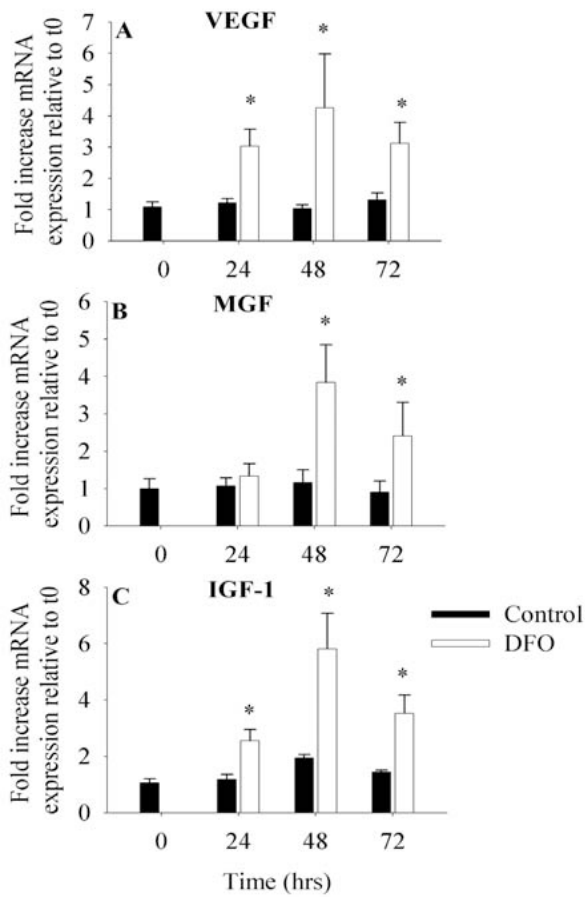 A VEGF
Fold increase mRNA
expression relative to t0
7
6
5
4
3
2
1
0
*
*
*
0 24 48 72
B MGF
Fold increase mRNA
expression relative to t0
6
5
4
3
2
1
0
*
*
0 24 48 72
C IGF-1
Fold increase mRNA
expression relative to t0
8
6
4
2
0
*
*
*
0 24 48 72
Time (hrs)
Control
DFO